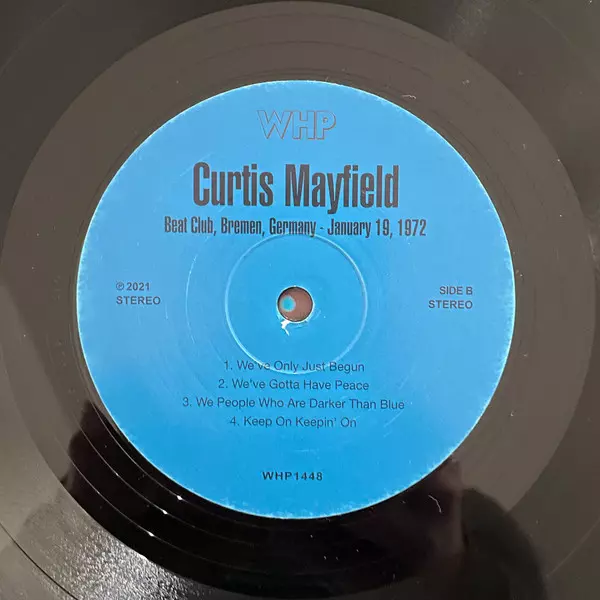 WHP
Curtis Mayfield
Beat Club, Bremen, Germany - January 19, 1972
℗ 2021
STEREO
SIDE B
STEREO
1. We've Only Just Begun
2. We've Gotta Have Peace
3. We People Who Are Darker Than Blue
4. Keep On Keepin' On
WHP1448